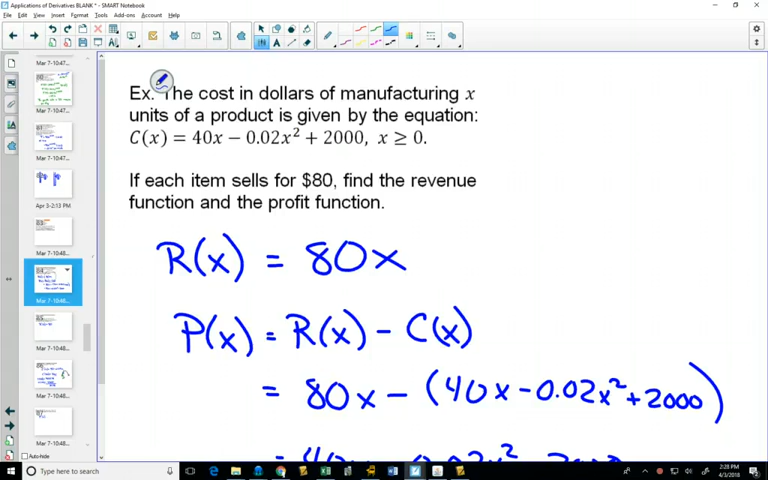 Applications of Derivatives BLANK * - SMART Notebook
File Edit View Insert Format Tools Add-ons Account Help
Mar 7-10:47...
Mar 7-10:47...
Apr 3-2:13 PM
Mar 7-10:48...
Mar 7-10:48...
Mar 7-10:48...
Mar 7-10:48...
Mar 7-10:48...
Auto-hide
Ex. The cost in dollars of manufacturing x
units of a product is given by the equation:
C(x) = 40x − 0.02x² + 2000, x ≥ 0.
If each item sells for $80, find the revenue
function and the profit function.
R(x) = 80x
P(x) = R(x) − C(x)
= 80x − (40x − 0.02x² + 2000)
Type here to search
2:28 PM
4/3/2018